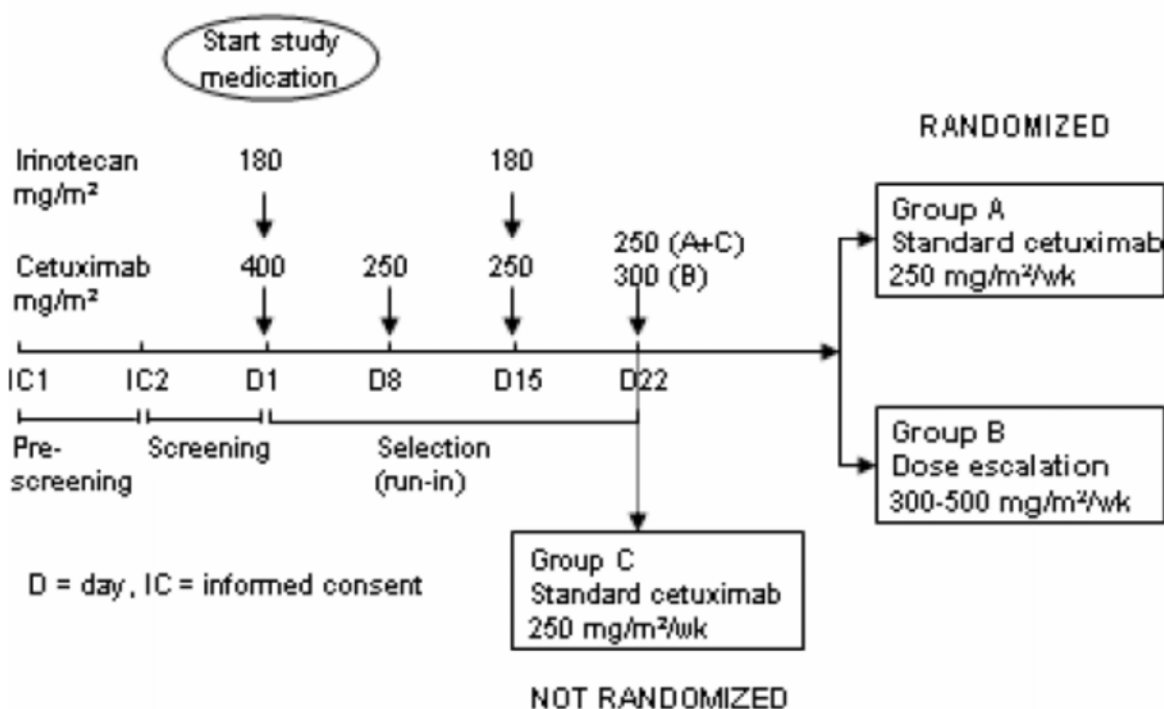 Start study
medication
RANDOMIZED
Irinotecan
mg/m²
180
180
Cetuximab
mg/m²
400
250
250
250 (A+C)
300 (B)
Group A
Standard cetuximab
250 mg/m²/wk
IC1
IC2
D1
D8
D15
D22
Pre-
screening
Screening
Selection
(run-in)
Group B
Dose escalation
300-500 mg/m²/wk
Group C
Standard cetuximab
250 mg/m²/wk
D = day, IC = informed consent
NOT RANDOMIZED